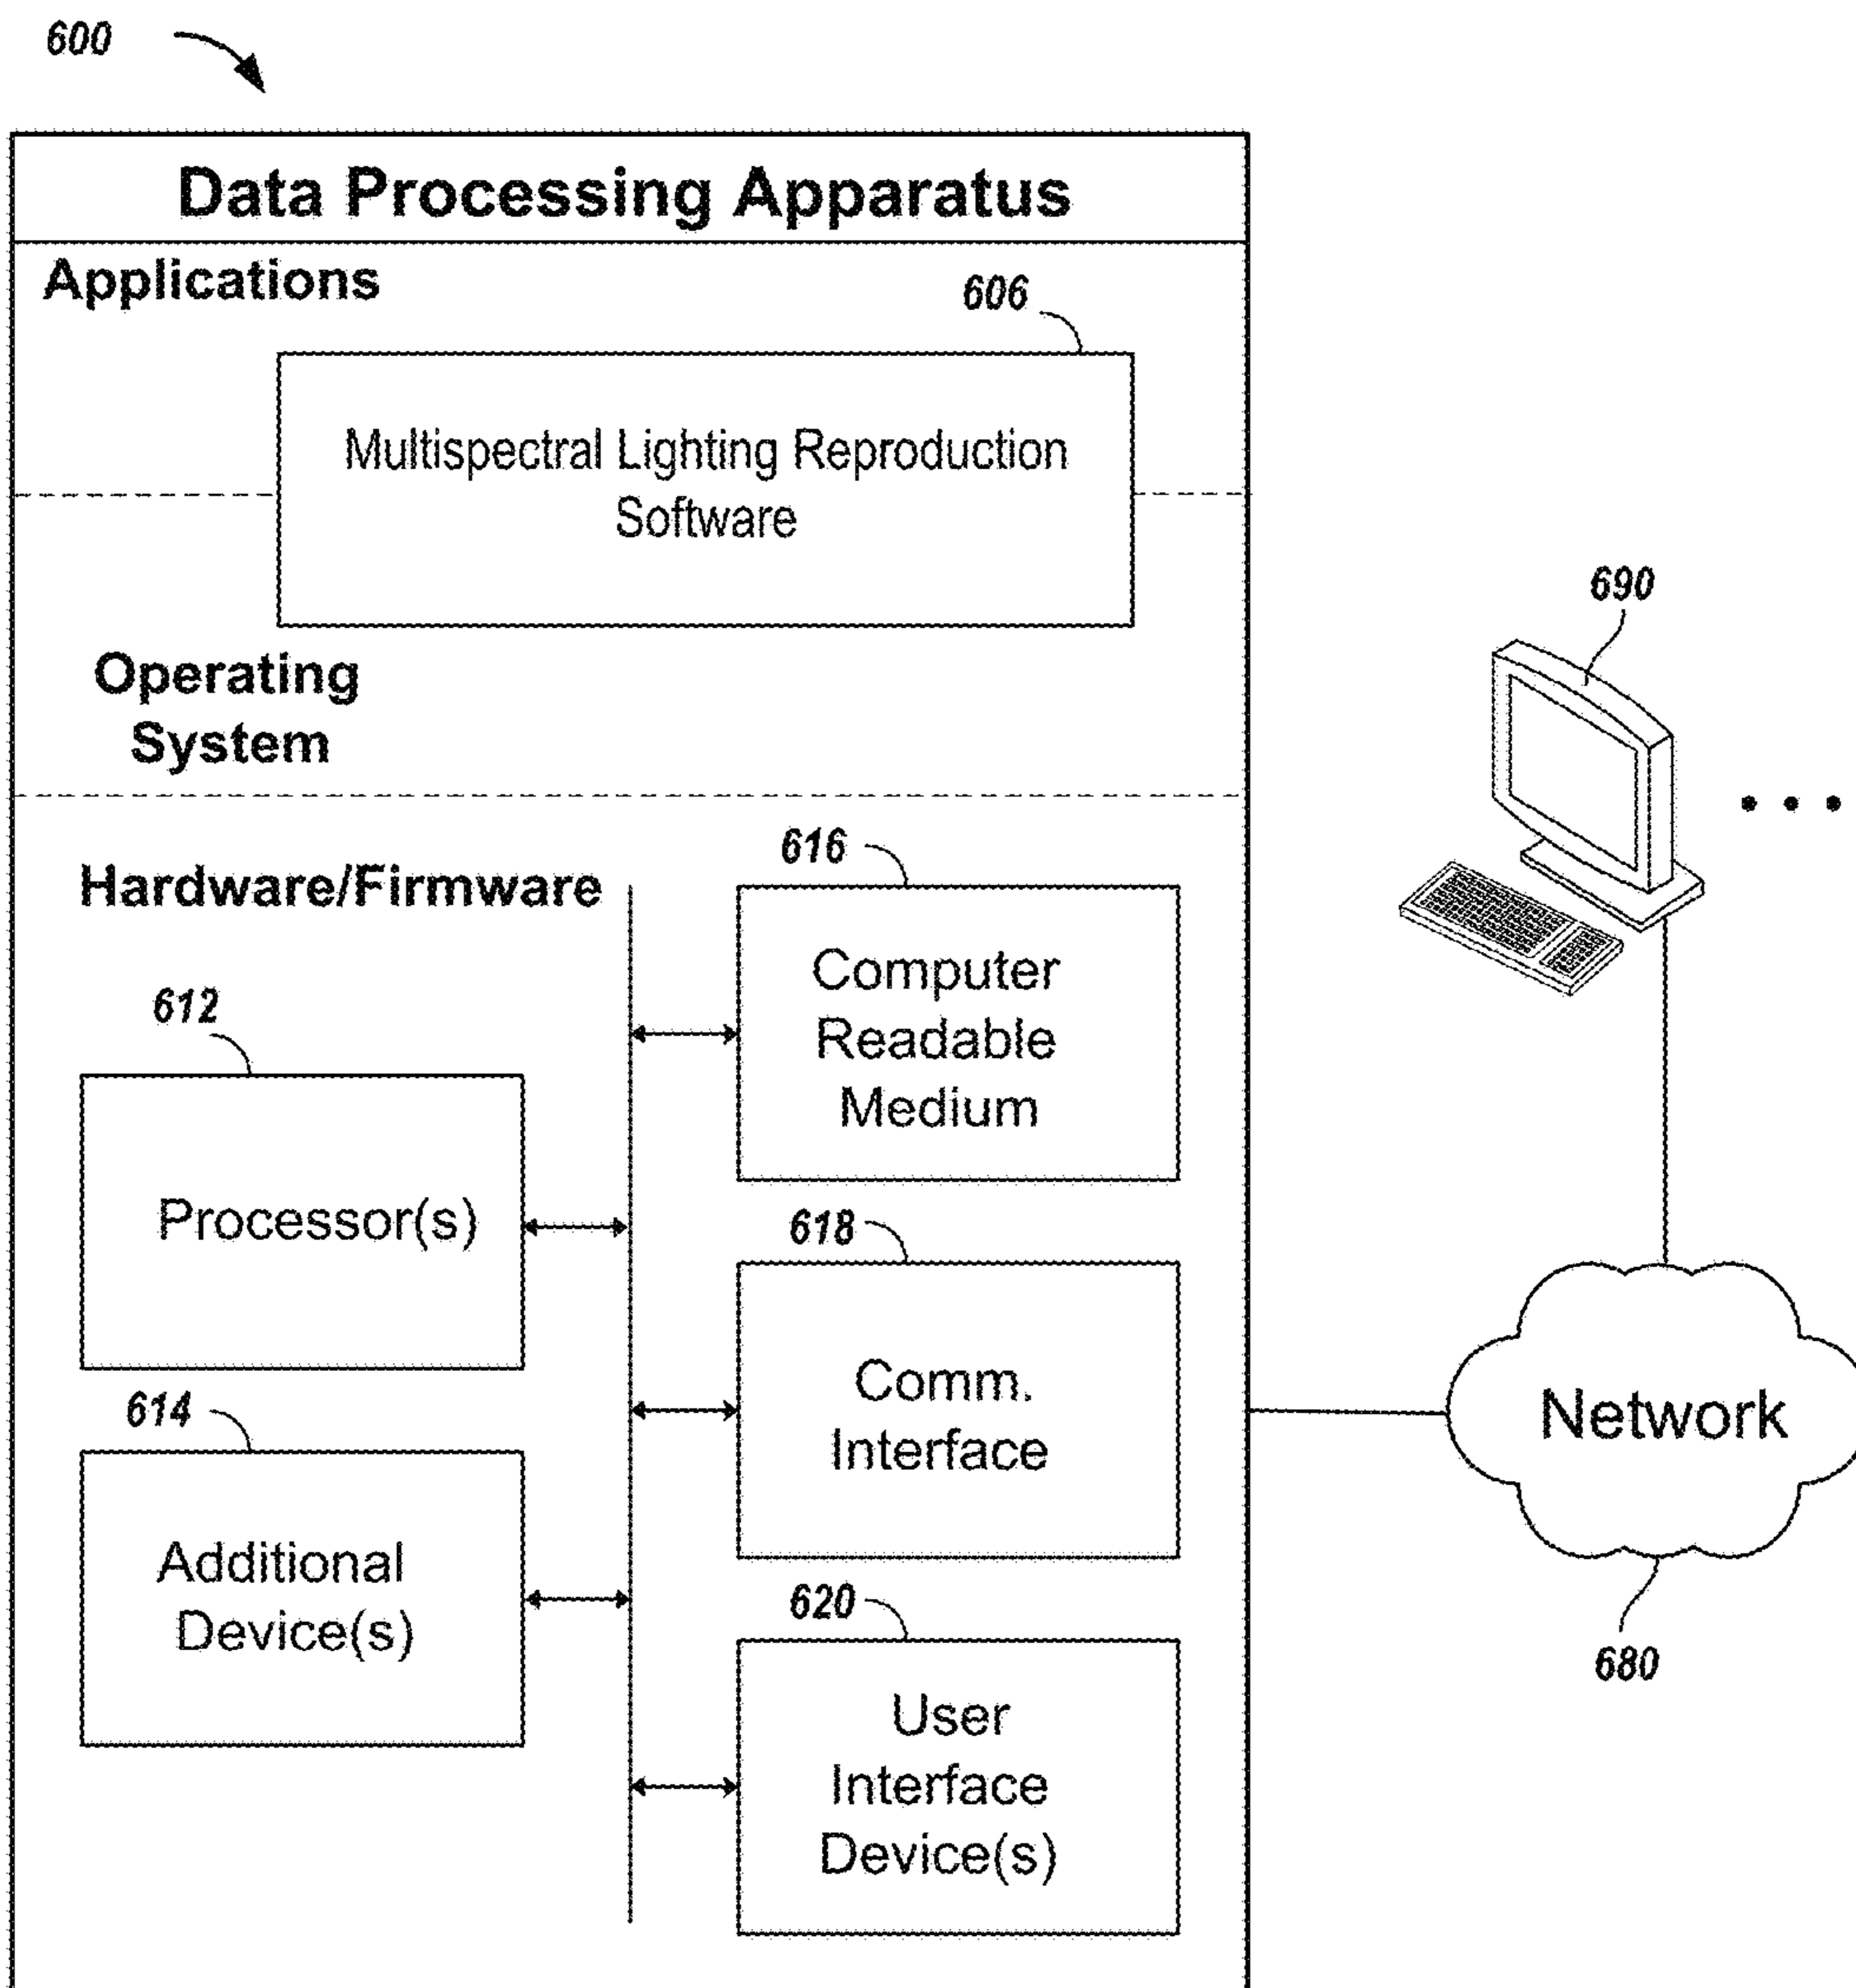 600
Data Processing Apparatus
Applications
606
Multispectral Lighting Reproduction
Software
Operating
System
690
Hardware/Firmware
616
Computer
Readable
Medium
612
Processor(s)
618
Comm.
Interface
614
Additional
Device(s)
620
User
Interface
Device(s)
Network
680